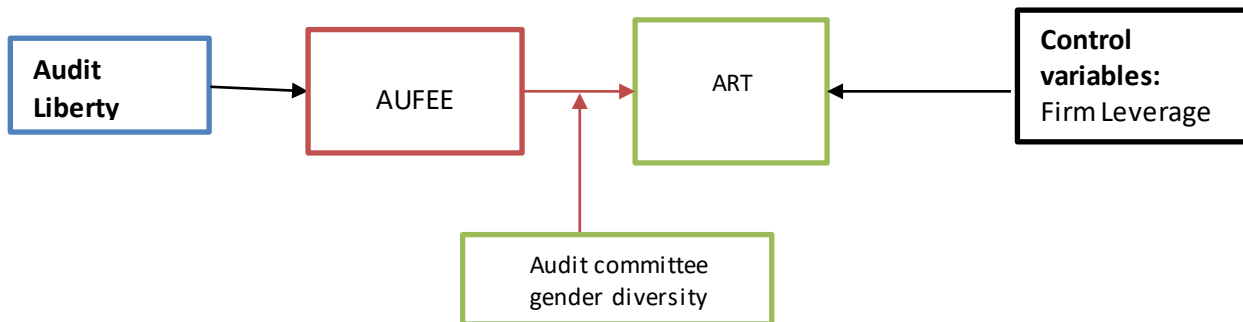 Audit
Liberty
AUFEE
ART
Control
variables:
Firm Leverage
Audit committee
gender diversity